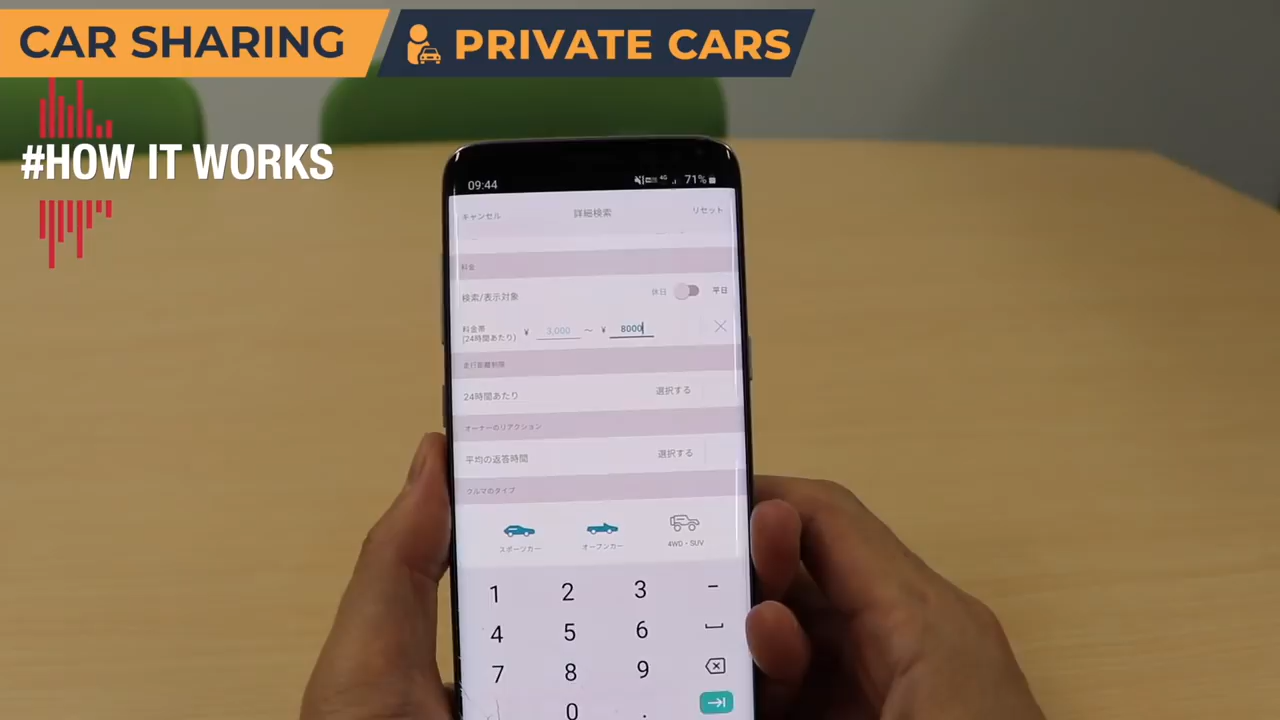 CAR SHARING
PRIVATE CARS
#HOW IT WORKS
09:44
4G
71%
キャンセル
詳細検索
リセット
料金
検索/表示対象
休日
平日
料金帯
(24時間あたり)
¥ 3,000 ~ ¥ 8000
走行距離制限
24時間あたり
選択する
オーナーのリアクション
平均の返答時間
選択する
クルマのタイプ
スポーツカー
オープンカー
4WD・SUV
1 2 3 -
4 5 6
7 8 9
0 .